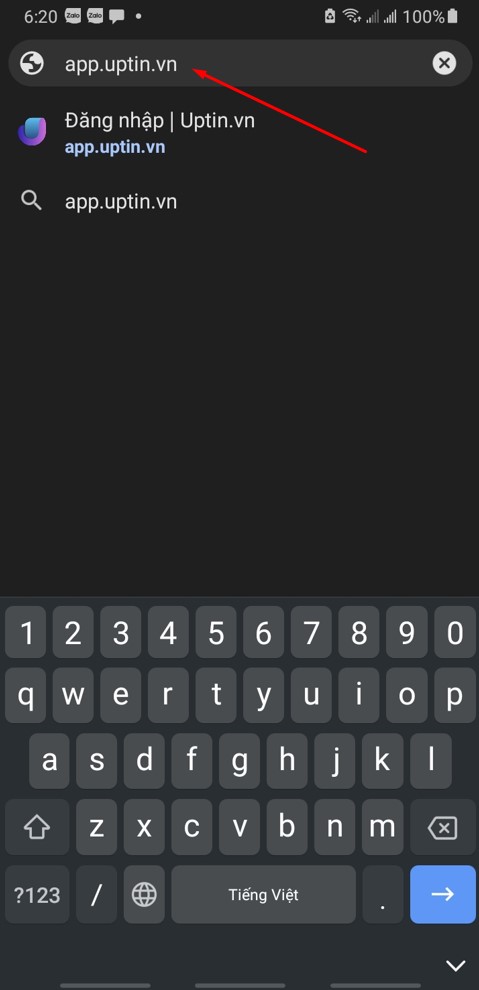 6:20 Zalo Zalo 100%
app.uptin.vn
Đăng nhập | Uptin.vn
app.uptin.vn
app.uptin.vn
1 2 3 4 5 6 7 8 9 0
q w e r t y u i o p
a s d f g h j k l
z x c v b n m
?123 / Tiếng Việt .